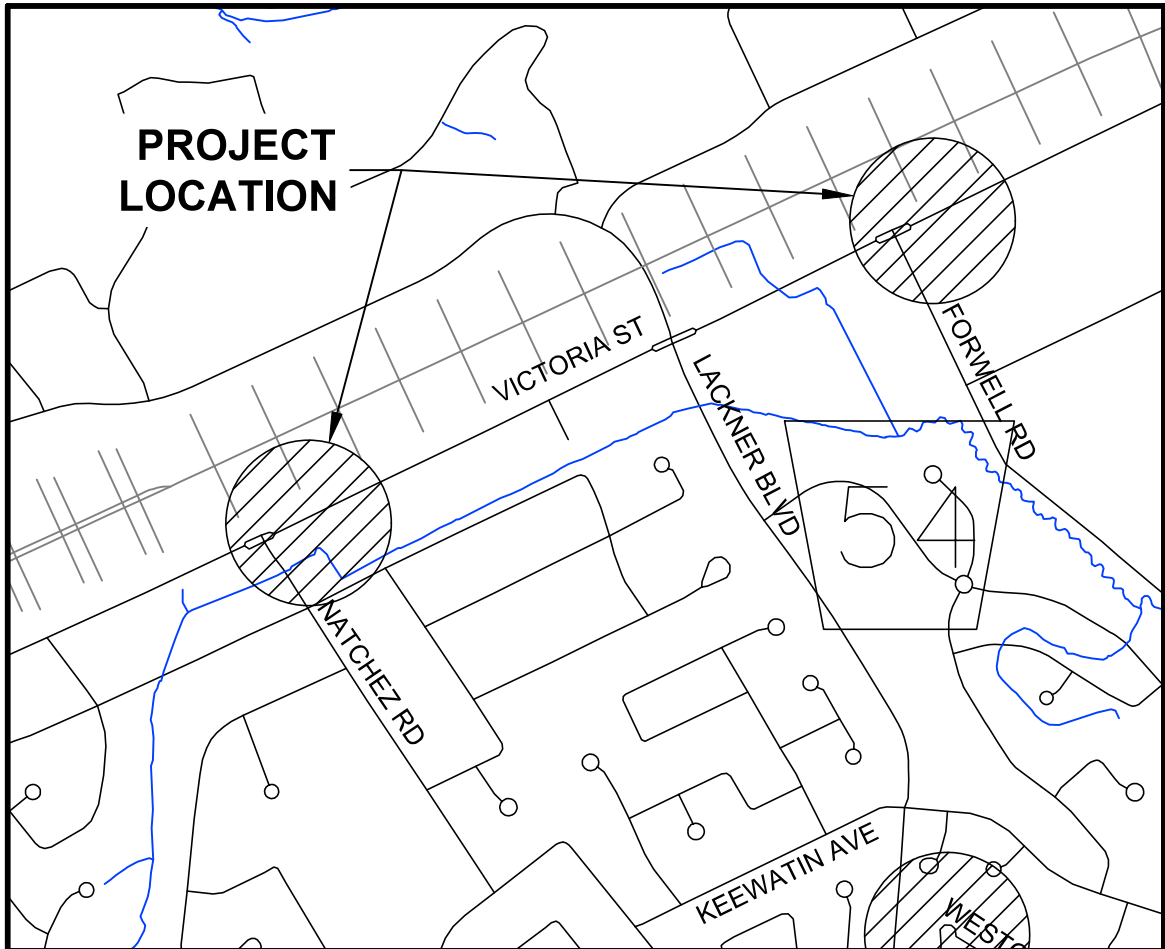 PROJECT
LOCATION
VICTORIA ST
LACKNER BLVD
FORWELL RD
54
NATCHEZ RD
KEEWATIN AVE